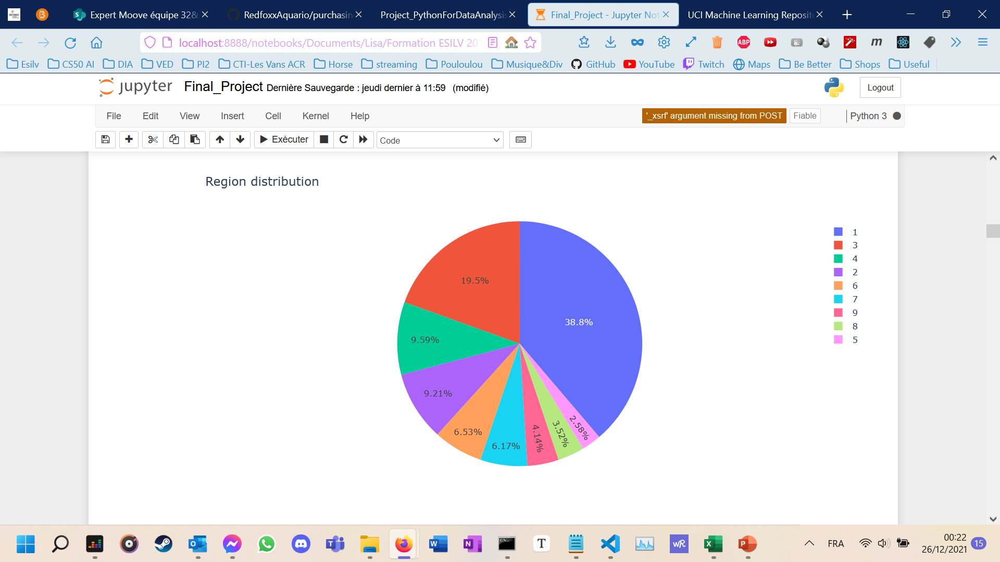 Expert Moove équipe 32&
RedfoxxAquario/purchasin
Project_PythonForDataAnalysis
Final_Project - Jupyter Not
UCI Machine Learning Reposit
localhost:8888/notebooks/Documents/Lisa/Formation ESILV 20
ABP
m
Esilv
CS50 AI
DIA
VED
PI2
CTI-Les Vans ACR
Horse
streaming
Pouloulou
Musique&Div
GitHub
YouTube
Twitch
Maps
Be Better
Shops
Useful
jupyter
Final_Project
Dernière Sauvegarde : jeudi dernier à 11:59 (modifié)
Logout
File
Edit
View
Insert
Cell
Kernel
Help
'_xsrf' argument missing from POST
Fiable
Python 3
Exécuter
Code
Region distribution
1
3
4
2
6
7
9
8
5
38.8%
19.5%
9.59%
9.21%
6.53%
6.17%
4.14%
3.52%
2.58%
FRA
00:22
26/12/2021
15